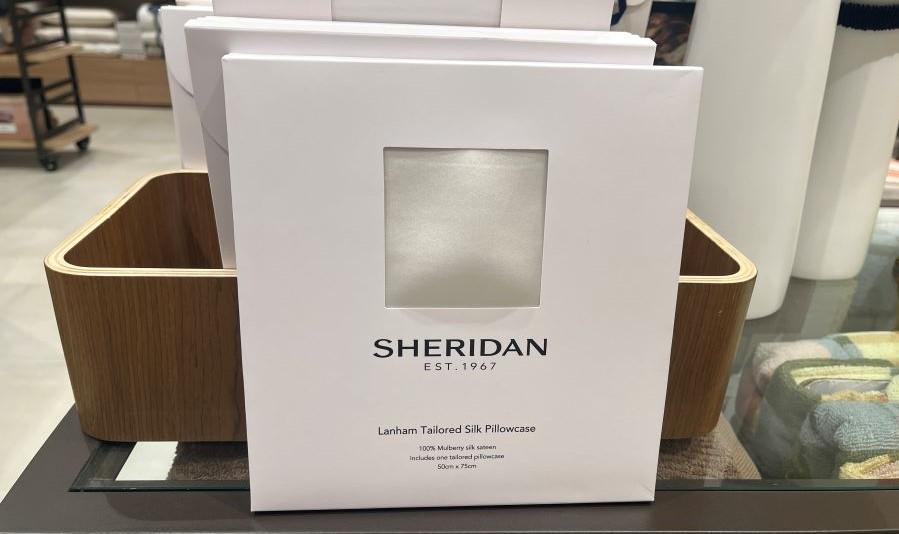 SHERIDAN
EST.1967
Lanham Tailored Silk Pillowcase
100% Mulberry silk sateen
Includes one tailored pillowcase
50cm x 75cm